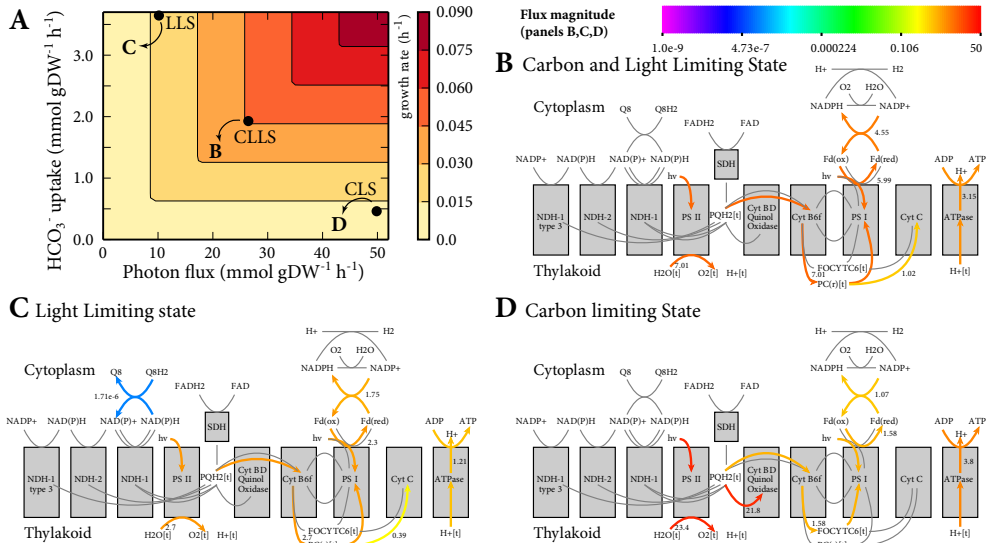 A
LLS
C
CLLS
B
CLS
D
3.0
2.0
1.0
0.0
0
10
20
30
40
50
HCO3- uptake (mmol gDW-1 h-1)
Photon flux (mmol gDW-1 h-1)
0.090
0.075
0.060
0.045
0.030
0.015
0.0
growth rate (h-1)
Flux magnitude
(panels B,C,D)
1.0e-9 4.73e-7 0.000224 0.106 50
B Carbon and Light Limiting State
H+ H2
O2 H2O
NADPH NADP+
Cytoplasm Q8 Q8H2
FADH2 FAD
4.55
NADP+ NAD(P)H NAD(P)+ NAD(P)H
SDH
Fd(ox) Fd(red)
ADP ATP
H+
hv hv 5.99
3.15
NDH-1
type 3
NDH-2
NDH-1
PS II
PQH2[t]
Cyt BD
Quinol
Oxidase
Cyt B6f
PS I
Cyt C
ATPase
Thylakoid
7.01
H2O[t] O2[t] H+[t]
FOCYTC6[t]
7.01
PC(r)[t]
1.02
H+[t]
C Light Limiting state
H+ H2
O2 H2O
NADPH NADP+
Cytoplasm Q8 Q8H2
1.71e-6
FADH2 FAD
1.75
NADP+ NAD(P)H NAD(P)+ NAD(P)H
SDH
Fd(ox) Fd(red)
ADP ATP
H+
hv hv 2.3
1.21
NDH-1
type 3
NDH-2
NDH-1
PS II
PQH2[t]
Cyt BD
Quinol
Oxidase
Cyt B6f
PS I
Cyt C
ATPase
Thylakoid
2.7
H2O[t] O2[t] H+[t]
FOCYTC6[t]
2.7
0.39
H+[t]
D Carbon limiting State
H+ H2
O2 H2O
NADPH NADP+
Cytoplasm Q8 Q8H2
FADH2 FAD
1.07
NADP+ NAD(P)H NAD(P)+ NAD(P)H
SDH
Fd(ox) Fd(red)
ADP ATP
H+
hv hv 1.58
3.8
NDH-1
type 3
NDH-2
NDH-1
PS II
PQH2[t]
Cyt BD
Quinol
Oxidase
21.8
Cyt B6f
PS I
Cyt C
ATPase
Thylakoid
23.4
H2O[t] O2[t] H+[t]
FOCYTC6[t]
1.58
H+[t]